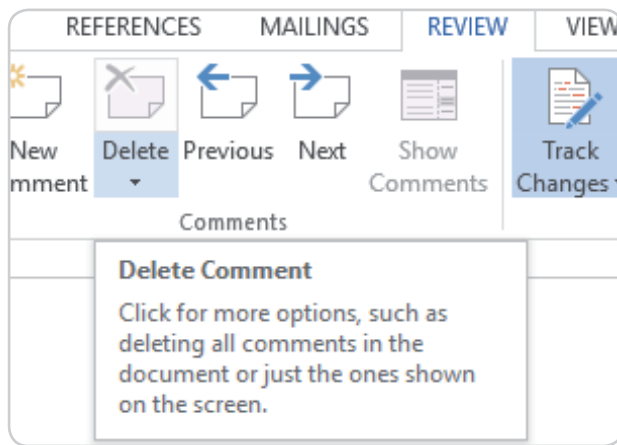 REFERENCES MAILINGS REVIEW VIEW
New Delete Previous Next Show Track
mment Comments Changes
Comments
Delete Comment
Click for more options, such as
deleting all comments in the
document or just the ones shown
on the screen.